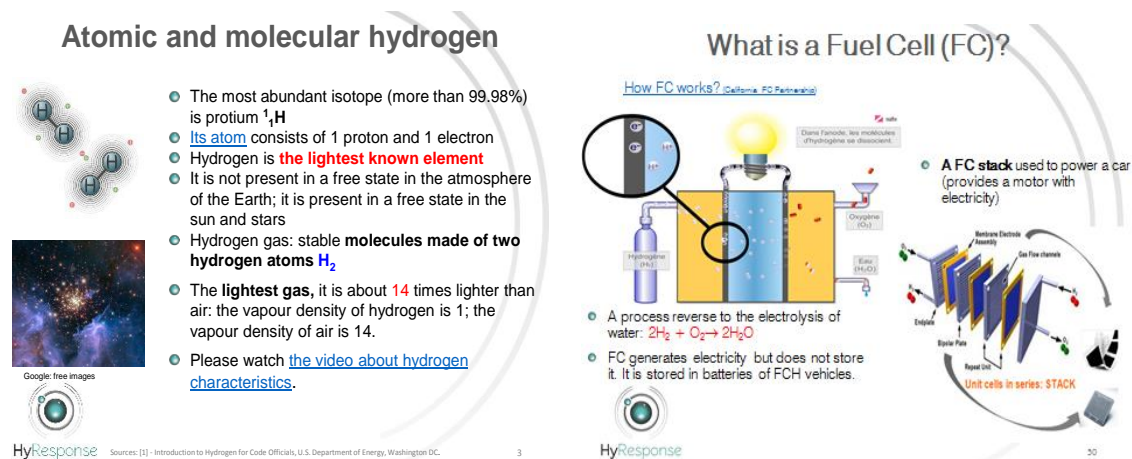 Atomic and molecular hydrogen
H
H
H
H
The most abundant isotope (more than 99.98%)
is protium ¹₁H
Its atom consists of 1 proton and 1 electron
Hydrogen is the lightest known element
It is not present in a free state in the atmosphere
of the Earth; it is present in a free state in the
sun and stars
Hydrogen gas: stable molecules made of two
hydrogen atoms H₂
The lightest gas, it is about 14 times lighter than
air: the vapour density of hydrogen is 1; the
vapour density of air is 14.
Please watch the video about hydrogen
characteristics.
Google: free images
HyResponse
Sources: [1] - Introduction to Hydrogen for Code Officials, U.S. Department of Energy, Washington DC.
3
What is a Fuel Cell (FC)?
How FC works? (California FC Partnership)
Dans l'anode, les molécules
d'hydrogène se dissocient.
e-
e-
H+
H+
Oxygène
(O₂)
Hydrogène
(H₂)
Eau
(H₂O)
A process reverse to the electrolysis of
water: 2H₂ + O₂→ 2H₂O
FC generates electricity but does not store
it. It is stored in batteries of FCH vehicles.
A FC stack used to power a car
(provides a motor with
electricity)
Membrane Electrode
Assembly
Gas Flow channels
Endplate
Bipolar Plate
Repeat Unit
Unit cells in series: STACK
HyResponse
50